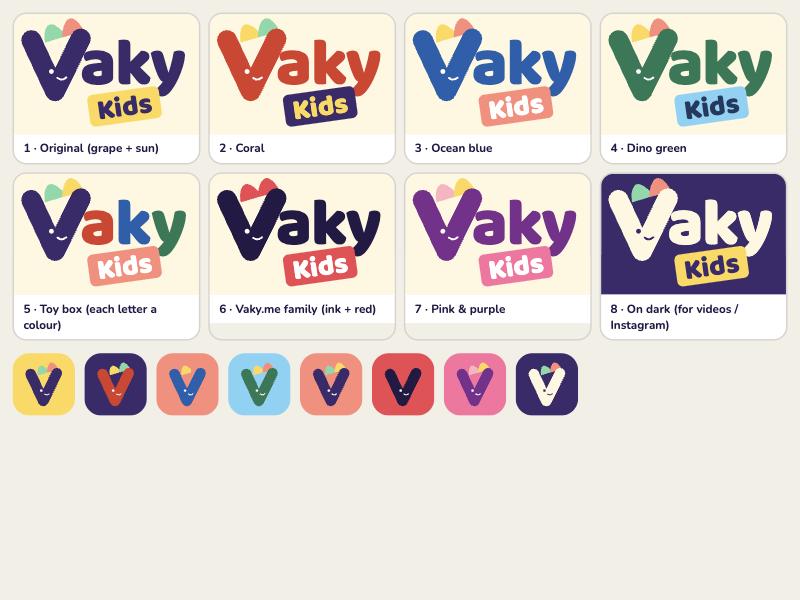 Vaky
Kids
1 · Original (grape + sun)
Vaky
Kids
2 · Coral
Vaky
Kids
3 · Ocean blue
Vaky
Kids
4 · Dino green
Vaky
Kids
5 · Toy box (each letter a
colour)
Vaky
Kids
6 · Vaky.me family (ink + red)
Vaky
Kids
7 · Pink & purple
Vaky
Kids
8 · On dark (for videos /
Instagram)
V V V V V V V V